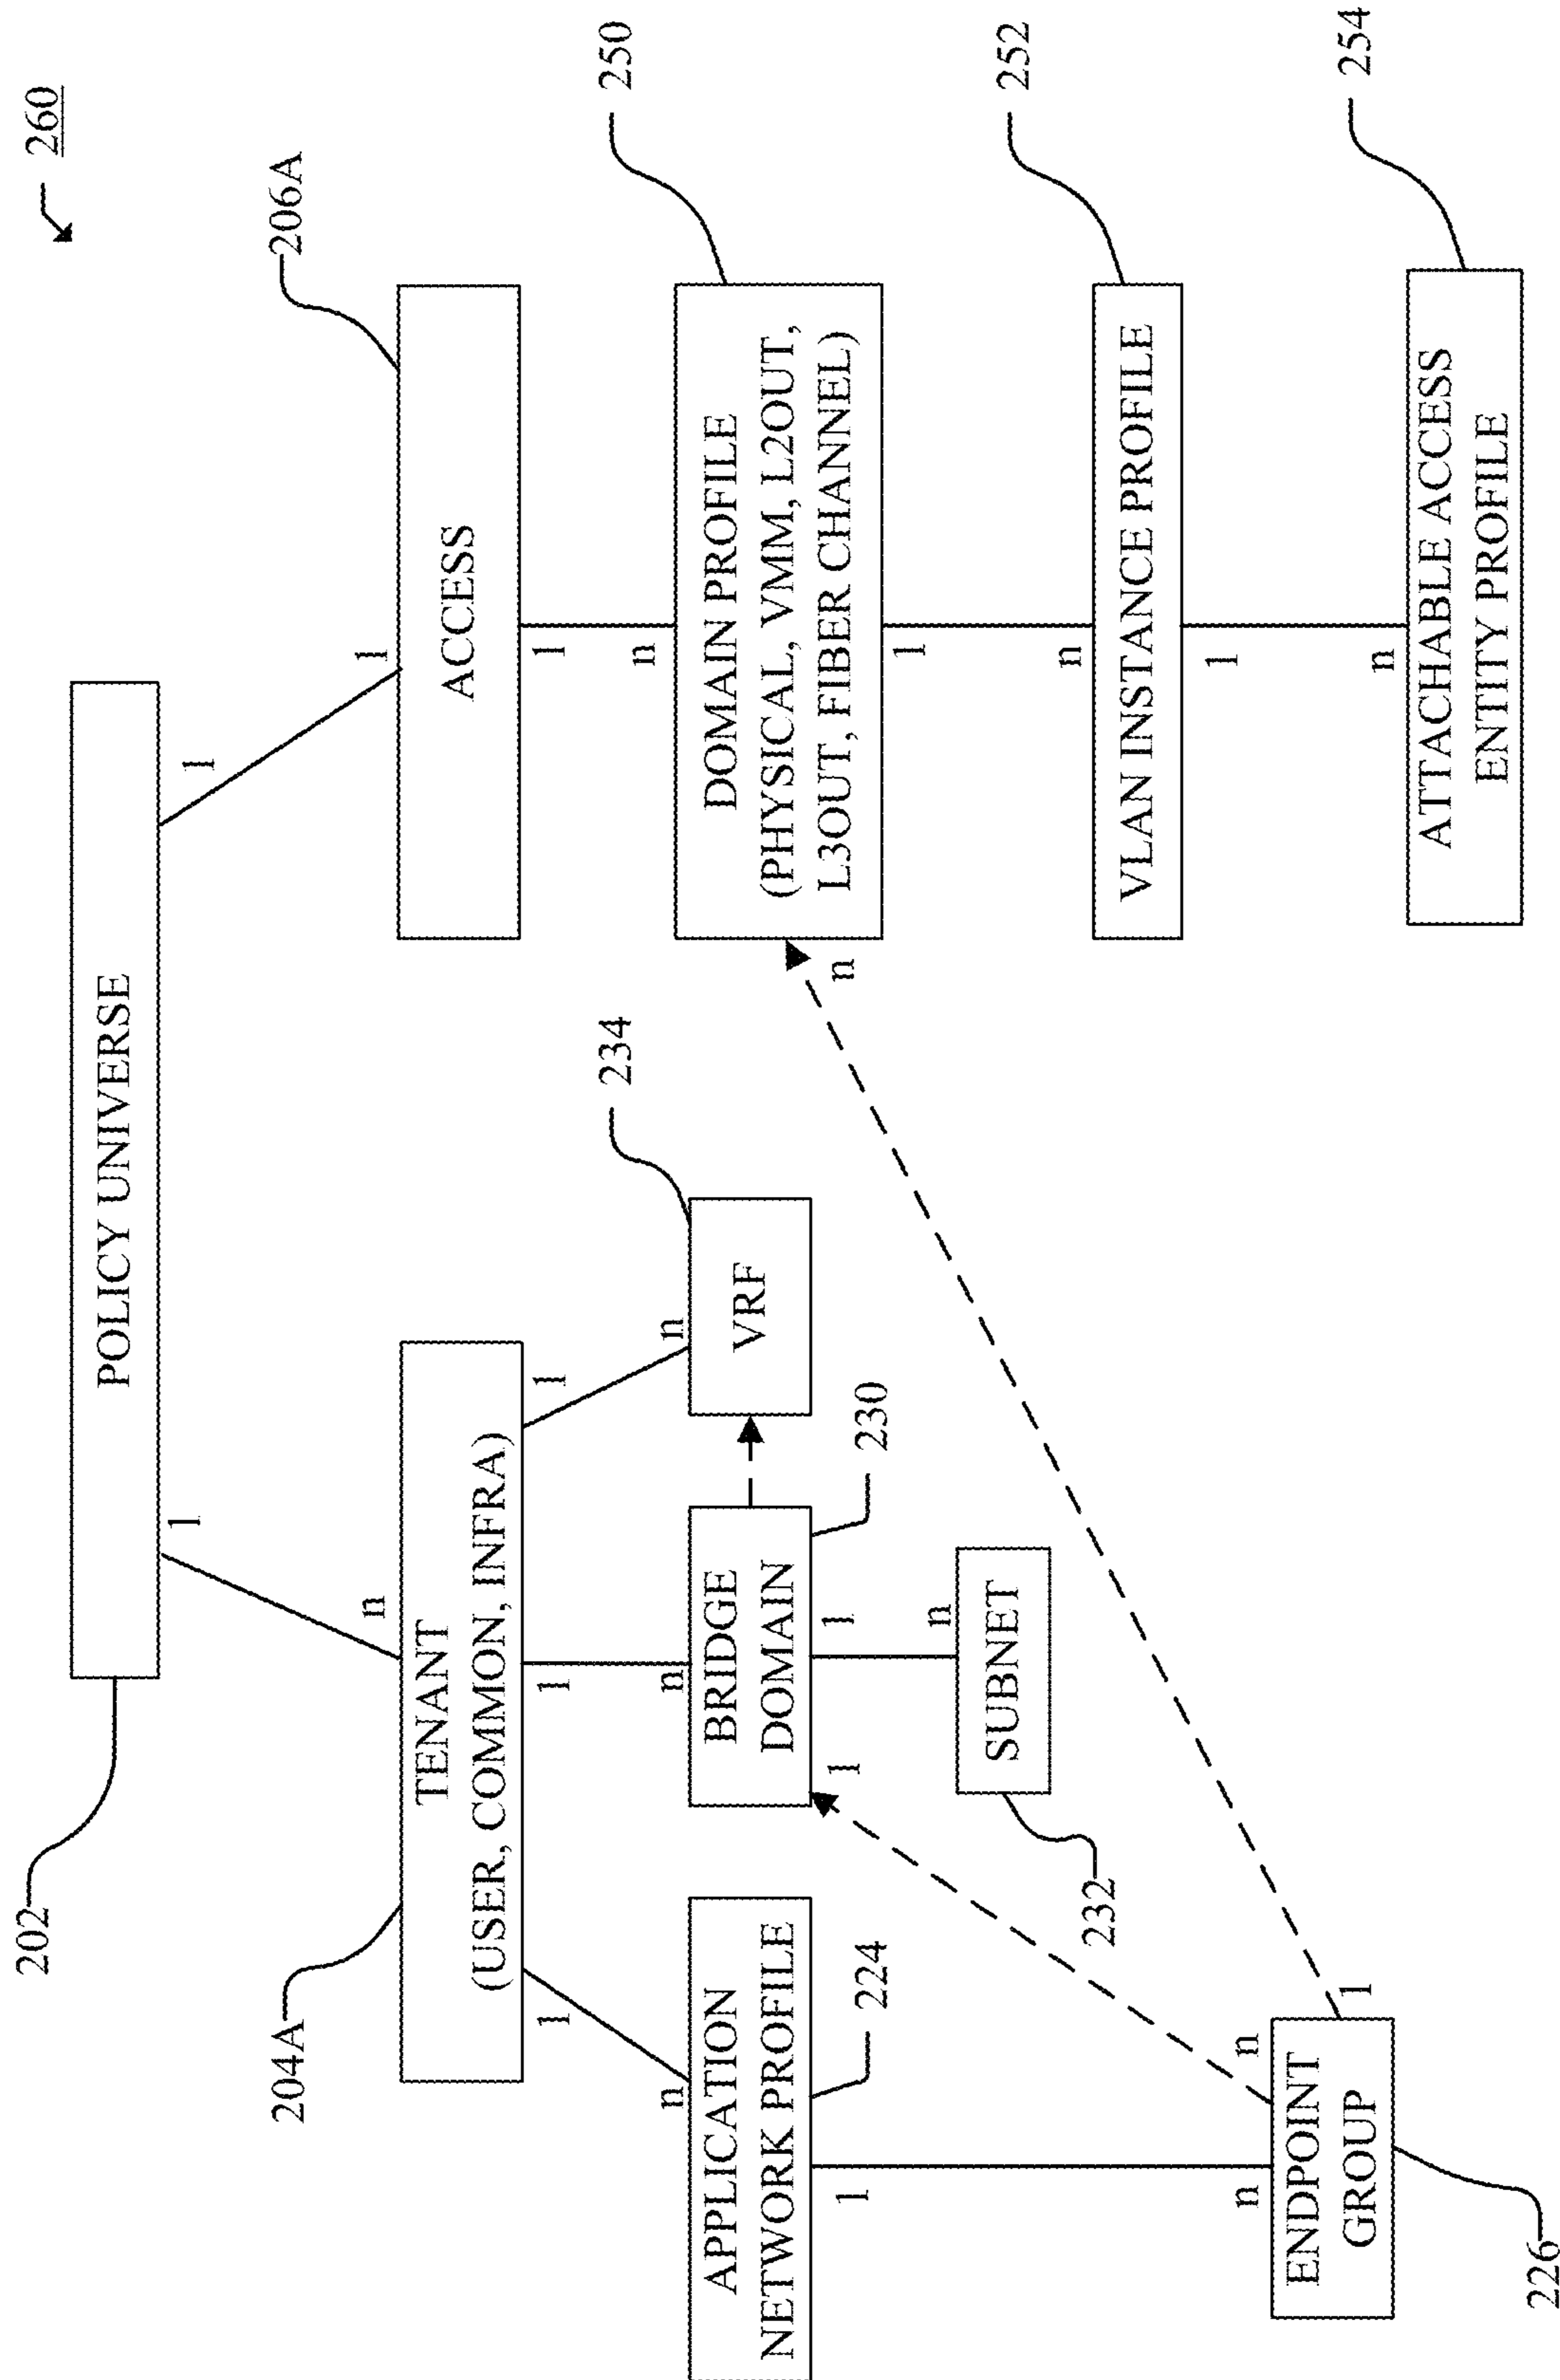 260
POLICY UNIVERSE
202
1
1
n
1
204A
206A
TENANT
(USER, COMMON, INFRA)
ACCESS
1
1
1
1
n
n
n
n
APPLICATION
NETWORK PROFILE
224
BRIDGE
DOMAIN
230
VRF
234
DOMAIN PROFILE
(PHYSICAL, VMM, L2OUT,
L3OUT, FIBER CHANNEL)
250
1
1
1
n
1
n
n
SUBNET
232
VLAN INSTANCE PROFILE
252
1
n
n
n
1
ENDPOINT
GROUP
226
ATTACHABLE ACCESS
ENTITY PROFILE
254